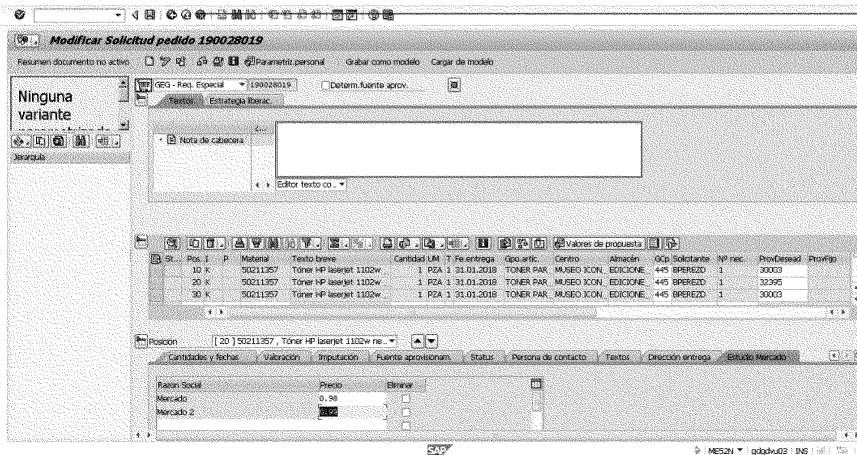 Modificar Solicitud pedido 190028019
Resumen documento no activo Parametriz.personal Grabar como modelo Cargar de modelo
Ninguna
variante
Jerarquía
GEG - Req. Especial 190028019 Determ.fuente aprov.
Textos Estrategia liberac.
Nota de cabecera
Editor texto co..
Valores de propuesta
St... Pos. I P Material Texto breve Cantidad UM T Fe.entrega Gpo.artíc. Centro Almacén GCp Solicitante Nº nec. ProvDesead ProvFijo
10 K 50211357 Tóner HP laserjet 1102w 1 PZA 1 31.01.2018 TONER PAR MUSEO ICON EDICIONE 445 BPEREZD 1 30003
20 K 50211357 Tóner HP laserjet 1102w 1 PZA 1 31.01.2018 TONER PAR MUSEO ICON EDICIONE 445 BPEREZD 1 32395
30 K 50211357 Tóner HP laserjet 1102w 1 PZA 1 31.01.2018 TONER PAR MUSEO ICON EDICIONE 445 BPEREZD 1 30003
Posición [ 20 ] 50211357 , Tóner HP laserjet 1102w ne..
Cantidades y fechas Valoración Imputación Fuente aprovisionam. Status Persona de contacto Textos Dirección entrega Estudio Mercado
Razon Social Precio Eliminar
Mercado 0.98
Mercado 2
SAP
ME52N gdqdvu03 INS